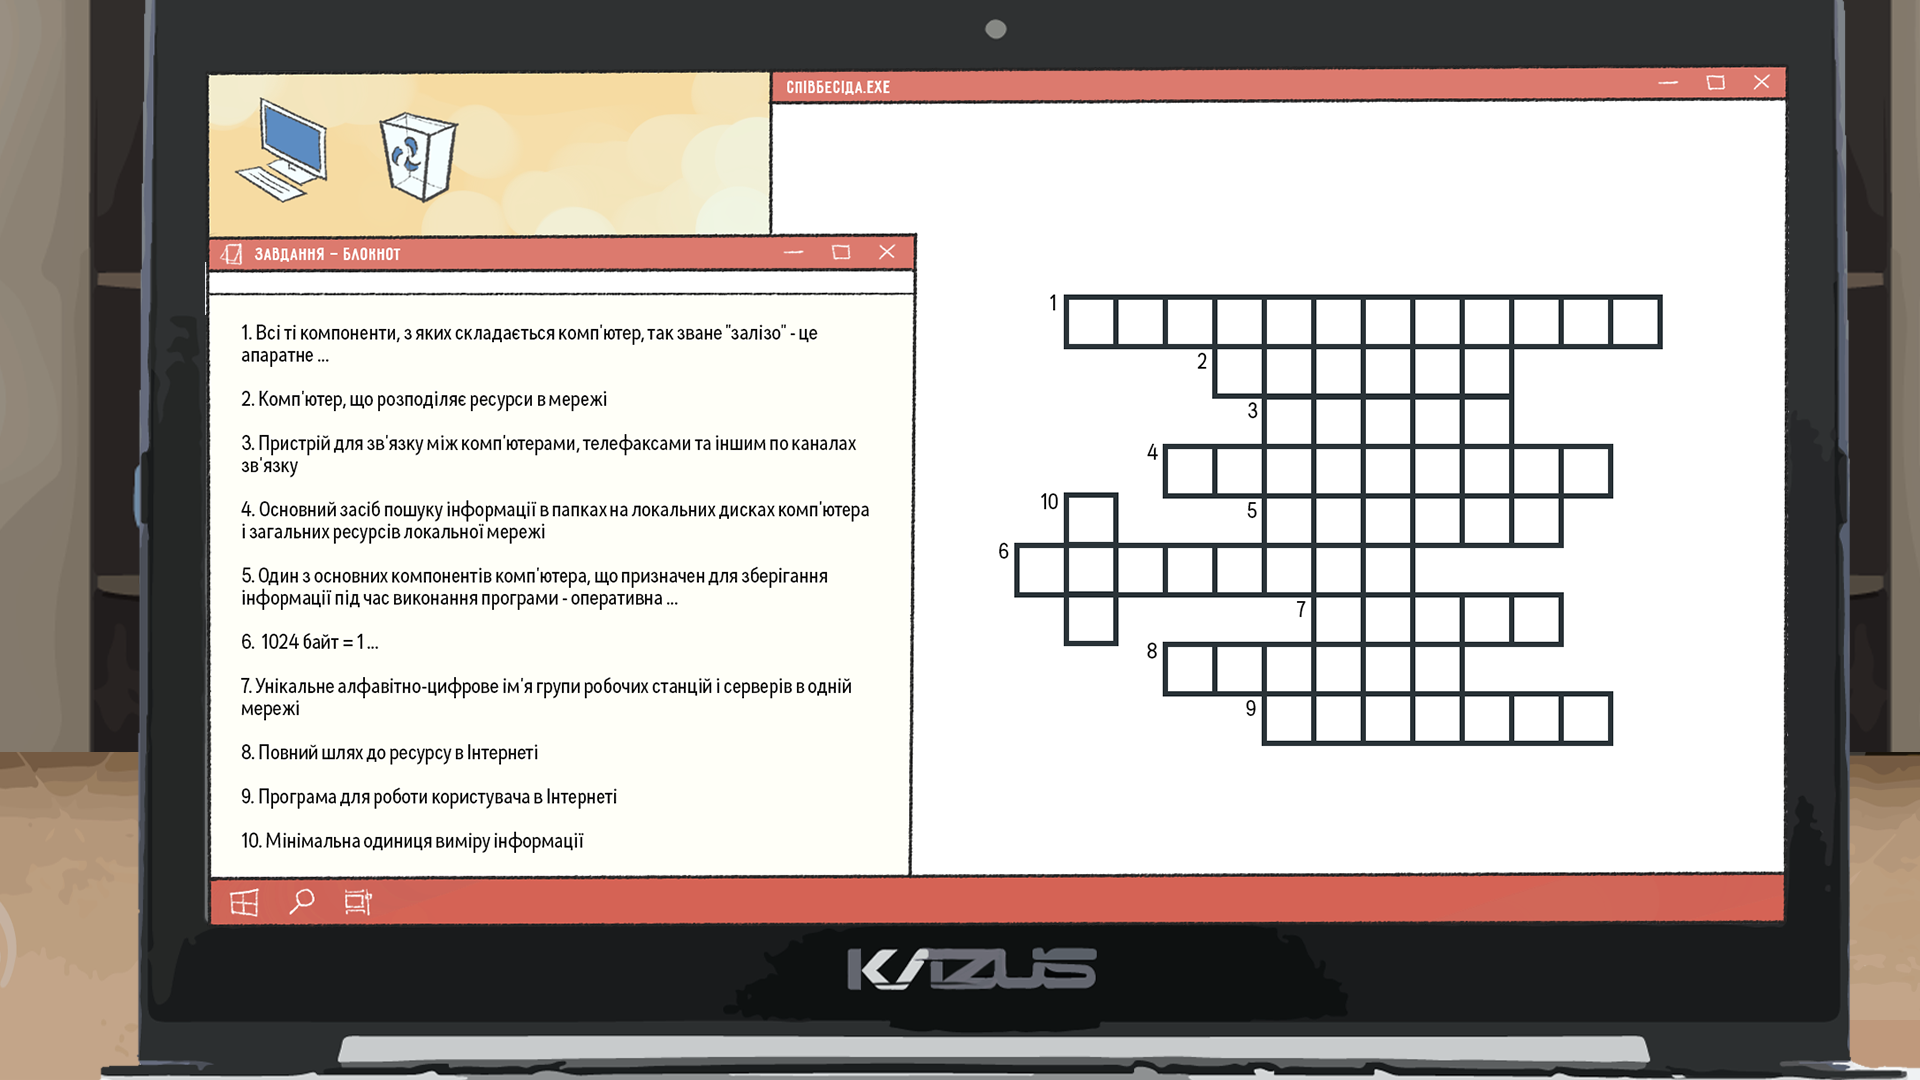 СПІВБЕСІДА.EXE
ЗАВДАННЯ – БЛОКНОТ
1. Всі ті компоненти, з яких складається комп'ютер, так зване "залізо" - це
апаратне ...
2. Комп'ютер, що розподіляє ресурси в мережі
3. Пристрій для зв'язку між комп'ютерами, телефаксами та іншим по каналах
зв'язку
4. Основний засіб пошуку інформації в папках на локальних дисках комп'ютера
і загальних ресурсів локальної мережі
5. Один з основних компонентів комп'ютера, що призначен для зберігання
інформації під час виконання програми - оперативна ...
6. 1024 байт = 1 ...
7. Унікальне алфавітно-цифрове ім'я групи робочих станцій і серверів в одній
мережі
8. Повний шлях до ресурсу в Інтернеті
9. Програма для роботи користувача в Інтернеті
10. Мінімальна одиниця виміру інформації
1
2
3
4
10
5
6
7
8
9
KAIZUS